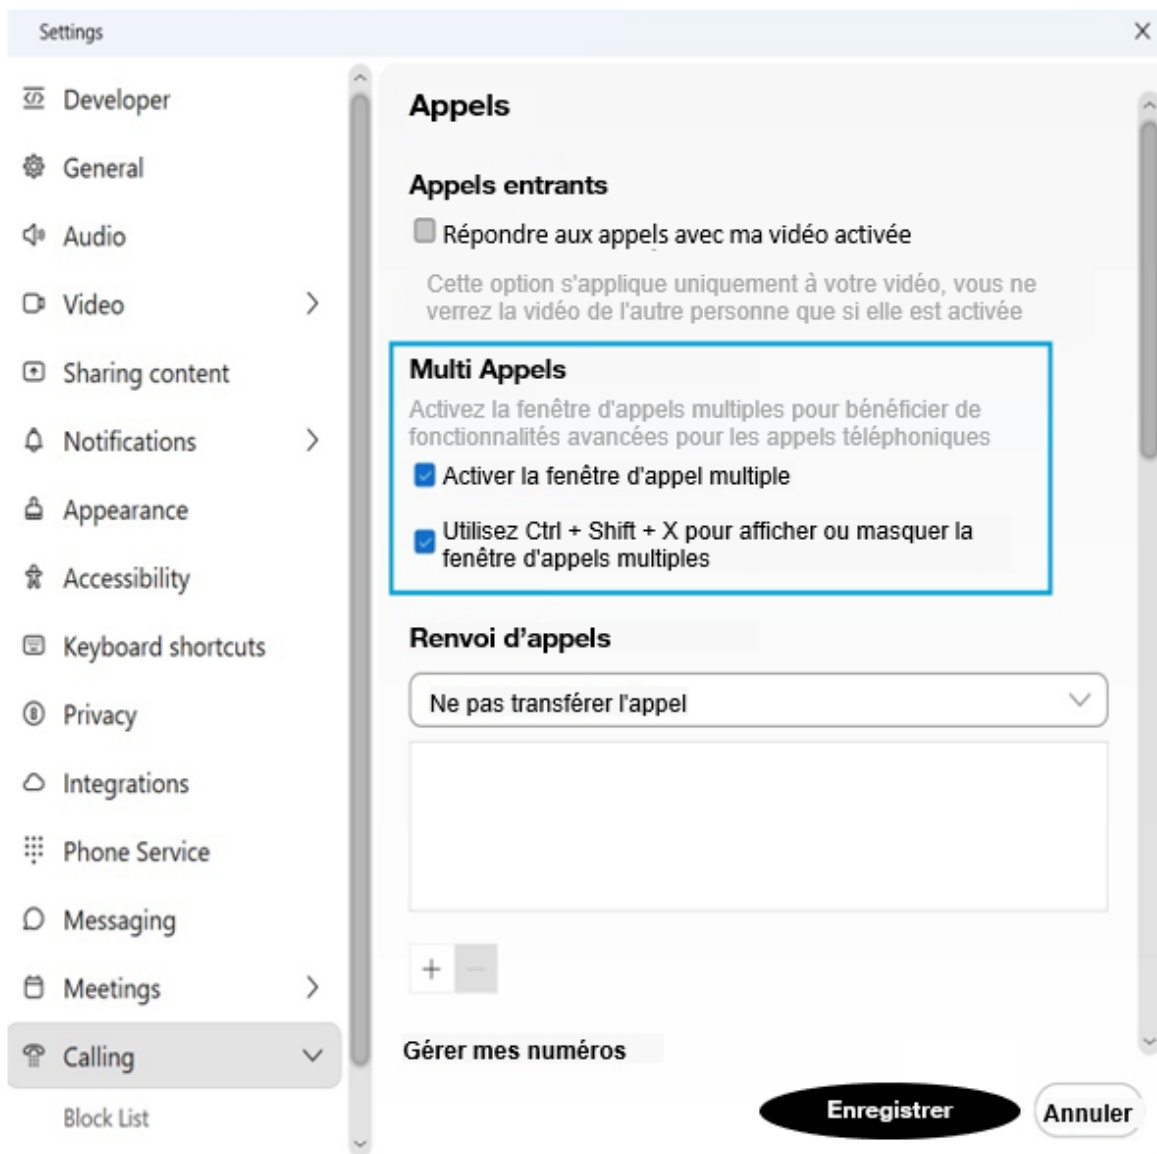 Settings
Developer
General
Audio
Video
Sharing content
Notifications
Appearance
Accessibility
Keyboard shortcuts
Privacy
Integrations
Phone Service
Messaging
Meetings
Calling
Block List
Appels
Appels entrants
Répondre aux appels avec ma vidéo activée
Cette option s'applique uniquement à votre vidéo, vous ne
verrez la vidéo de l'autre personne que si elle est activée
Multi Appels
Activez la fenêtre d'appels multiples pour bénéficier de
fonctionnalités avancées pour les appels téléphoniques
Activer la fenêtre d'appel multiple
Utilisez Ctrl + Shift + X pour afficher ou masquer la
fenêtre d'appels multiples
Renvoi d’appels
Ne pas transférer l'appel
Gérer mes numéros
Enregistrer
Annuler